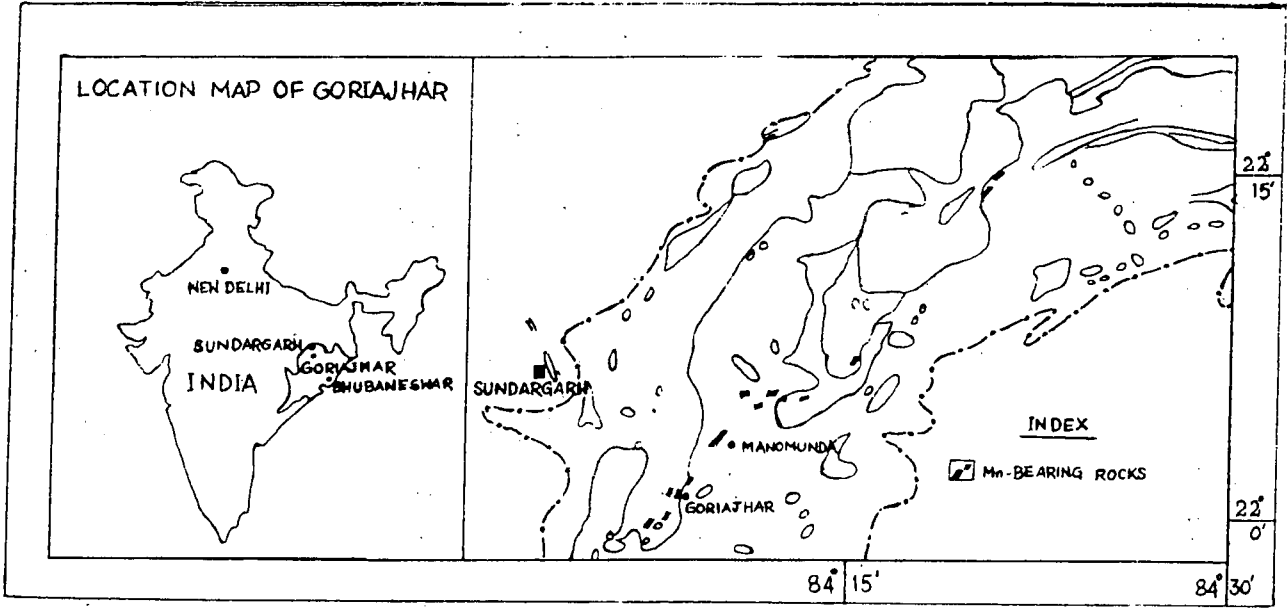 LOCATION MAP OF GORIAJHAR
NEW DELHI
SUNDARGARH
GORIAJHAR
BHUBANESWAR
INDIA
SUNDARGARH
MANOMUNDA
GORIAJHAR
INDEX
Mn-BEARING ROCKS
22°
15'
22°
0'
84° 15'
84° 30'